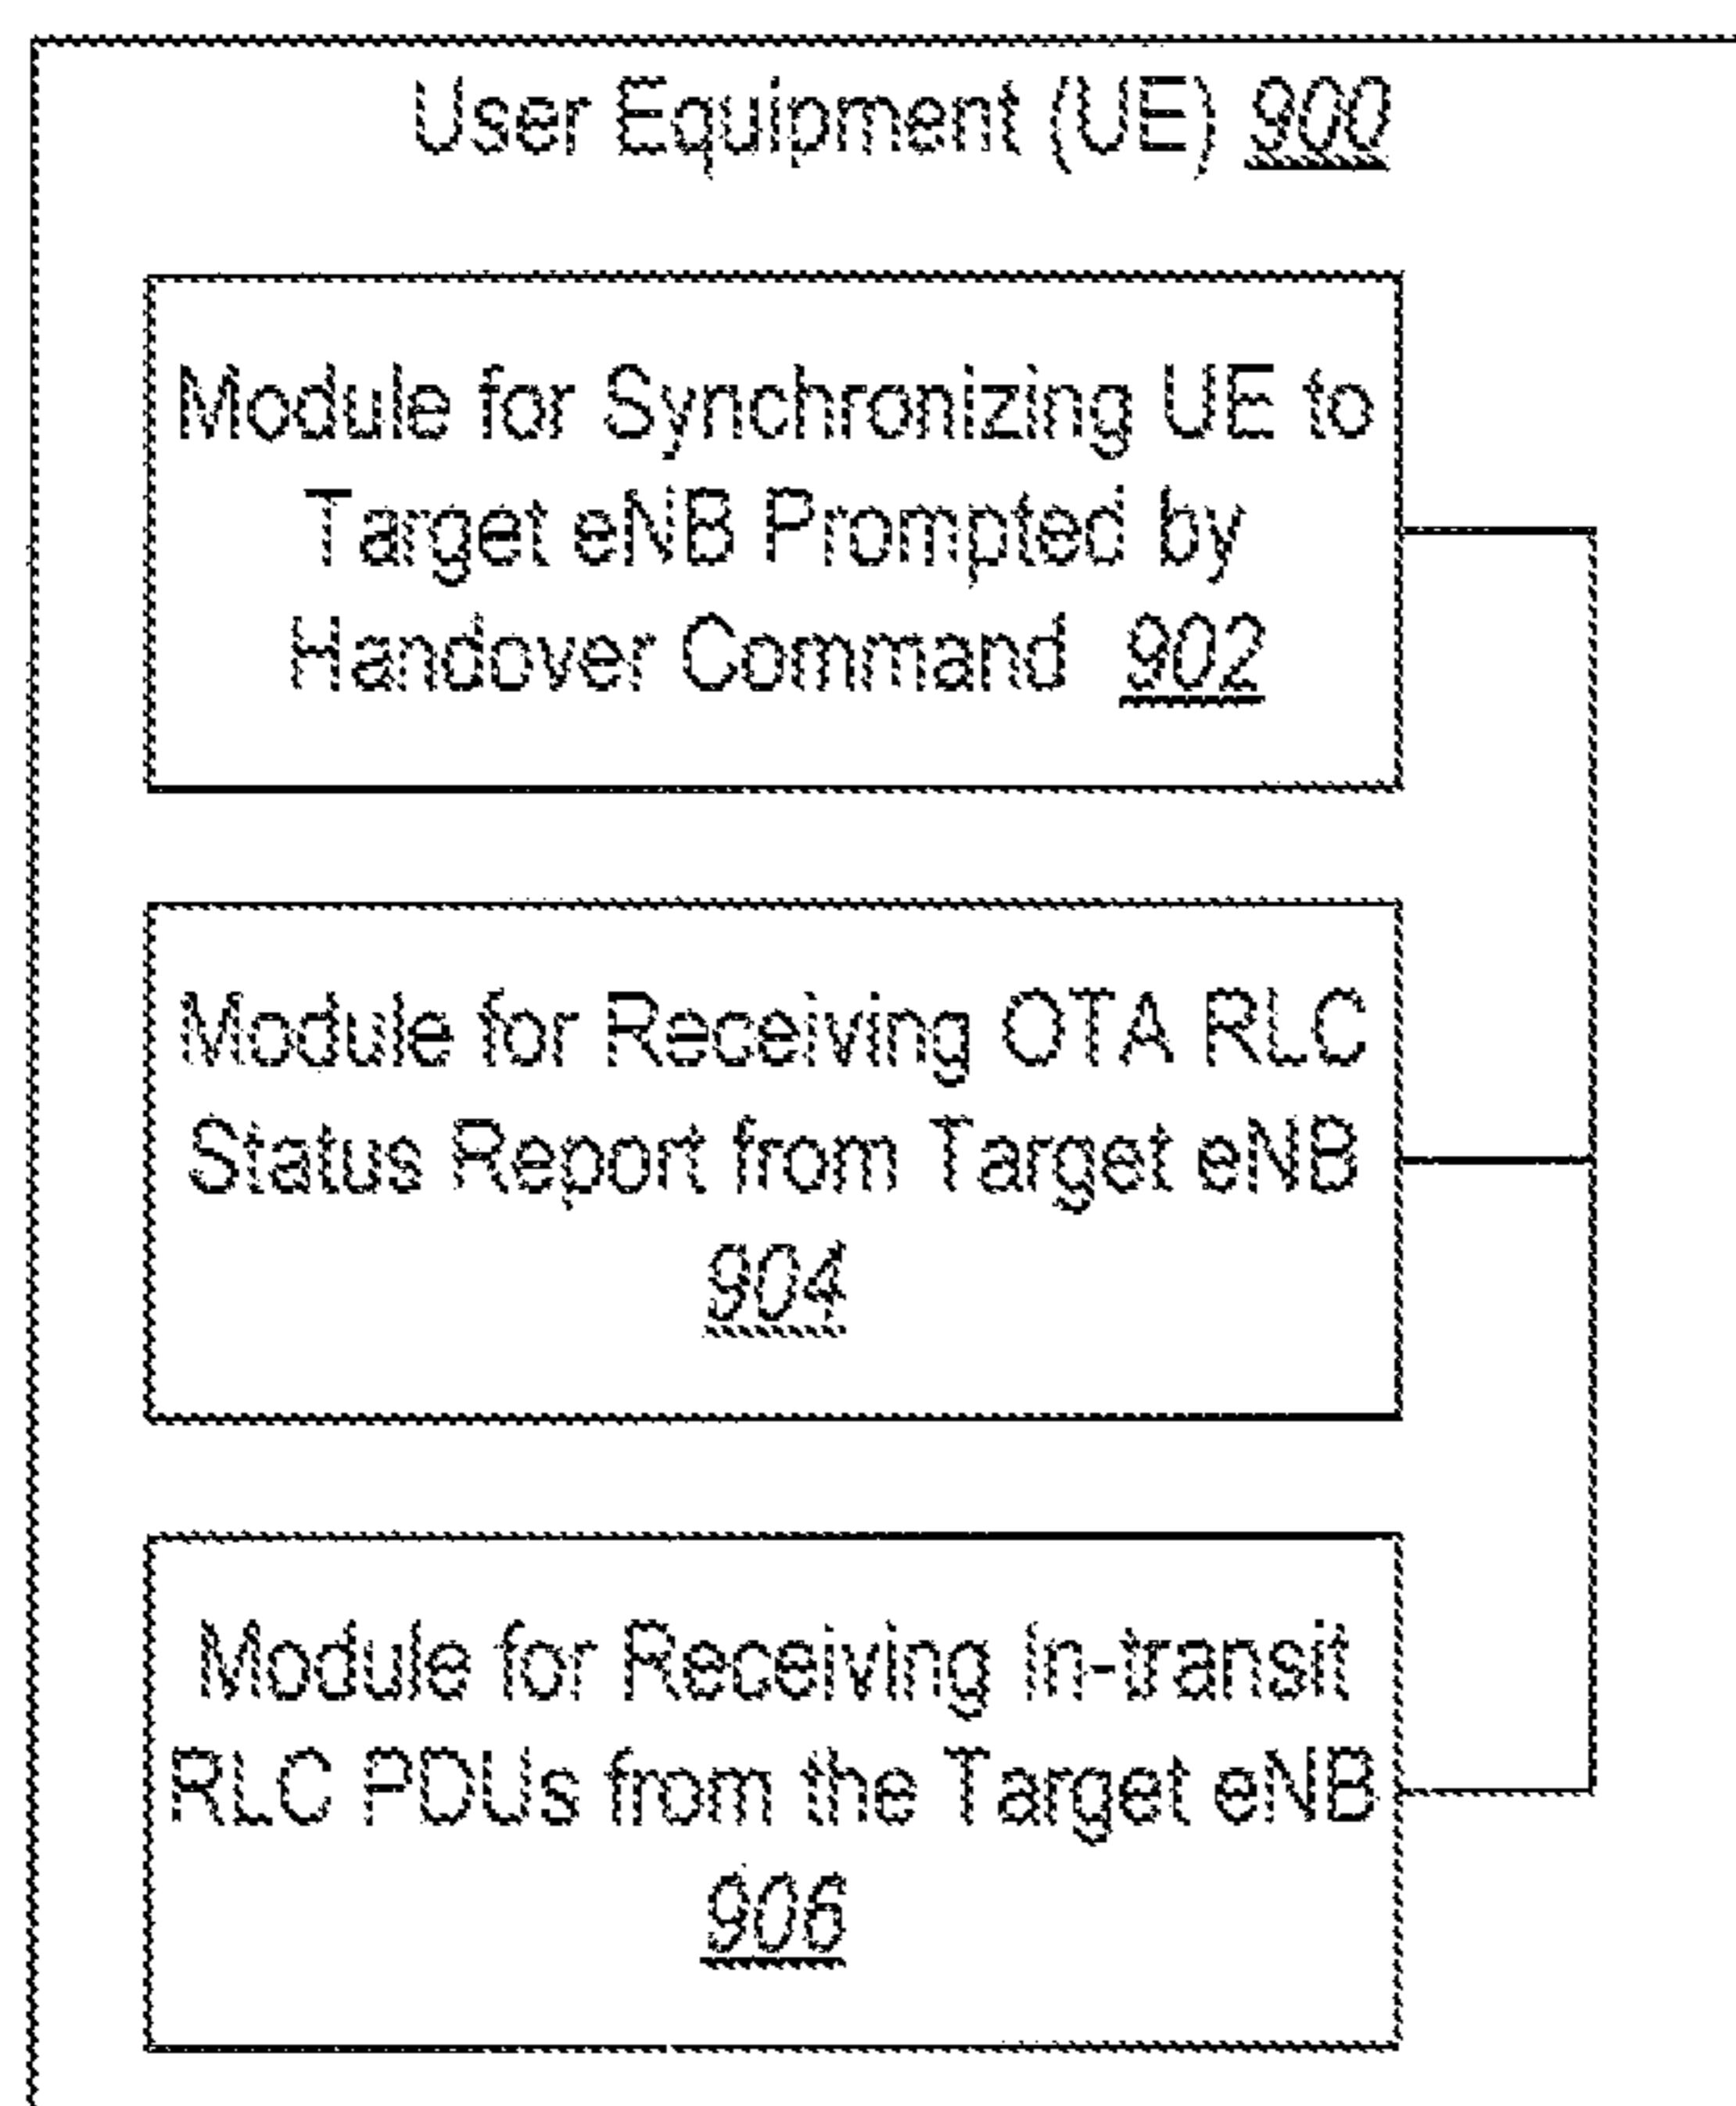 User Equipment (UE) 900
Module for Synchronizing UE to
Target eNB Prompted by
Handover Command 902
Module for Receiving OTA RLC
Status Report from Target eNB
904
Module for Receiving In-transit
RLC PDUs from the Target eNB
906